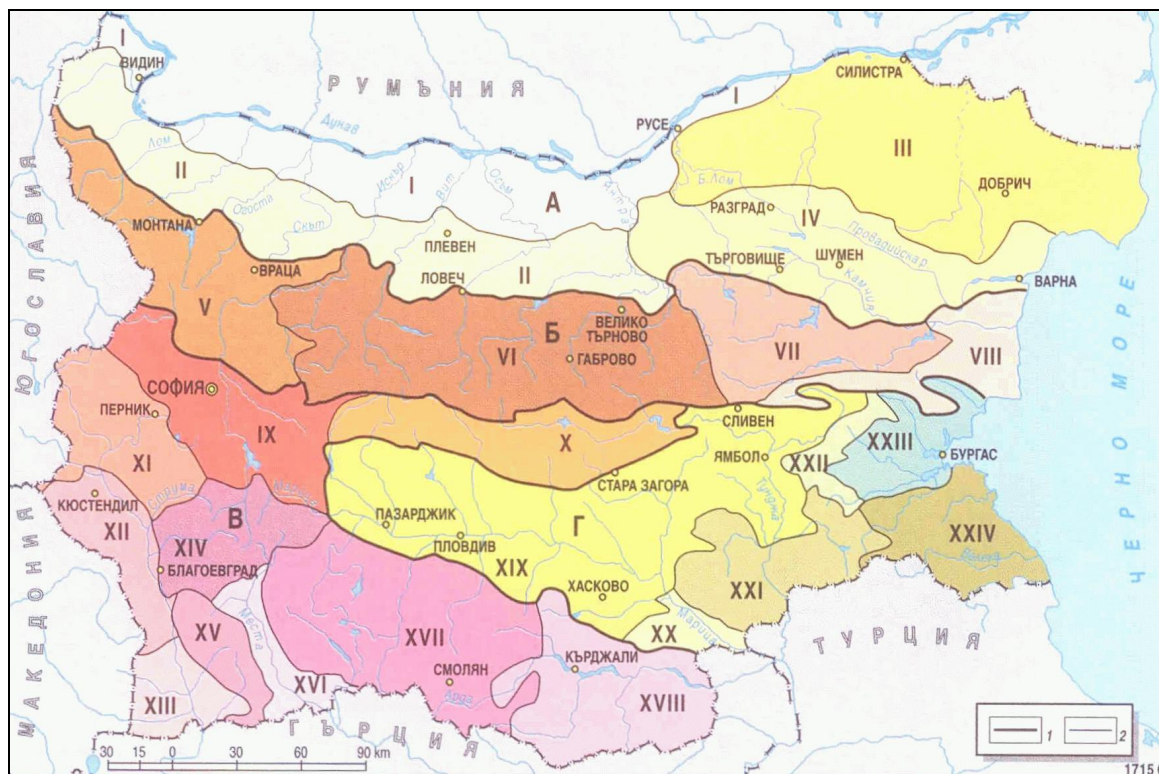 I
ВИДИН
РУМЪНИЯ
Дунав
СИЛИСТРА
I
РУСЕ
III
Лом
II
Искър
I
Вит
Осъм
А
Янтра
Б.Лом
ДОБРИЧ
РАЗГРАД
IV
МОНТАНА
Огоста
Скът
ПЛЕВЕН
Провадийска р.
ШУМЕН
ТЪРГОВИЩЕ
Камчия
ВАРНА
ВРАЦА
ЛОВЕЧ
II
V
Б
ВЕЛИКО
ТЪРНОВО
VI
ГАБРОВО
VII
VIII
ЮГОСЛАВИЯ
СОФИЯ
ПЕРНИК
IX
X
СЛИВЕН
XXIII
ЯМБОЛ
XXII
БУРГАС
XI
СТАРА ЗАГОРА
Тунджа
ЧЕРНО МОРЕ
КЮСТЕНДИЛ
Струма
XII
В
XIV
ПАЗАРДЖИК
ПЛОВДИВ
Г
XIX
XXIV
БЛАГОЕВГРАД
ХАСКОВО
XXI
МАКЕДОНИЯ
XV
Места
XVII
XX
Марица
ТУРЦИЯ
КЪРДЖАЛИ
СМОЛЯН
Арда
XIII
XVI
XVIII
ГЪРЦИЯ
1
2
30 15 0 30 60 90 km